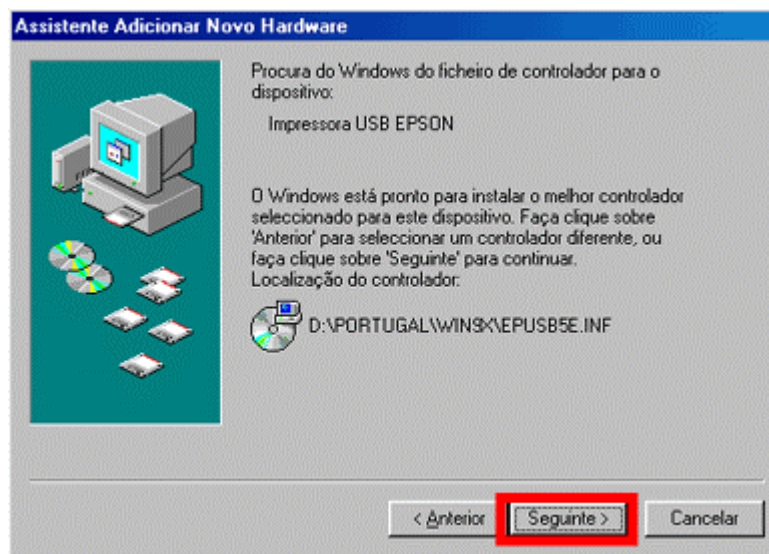 Assistente Adicionar Novo Hardware
Procura do Windows do ficheiro de controlador para o
dispositivo:
Impressora USB EPSON
O Windows está pronto para instalar o melhor controlador
seleccionado para este dispositivo. Faça clique sobre
'Anterior' para seleccionar um controlador diferente, ou
faça clique sobre 'Seguinte' para continuar.
Localização do controlador:
D:\PORTUGAL\WIN9X\EPUSB5E.INF
< Anterior
Seguinte >
Cancelar